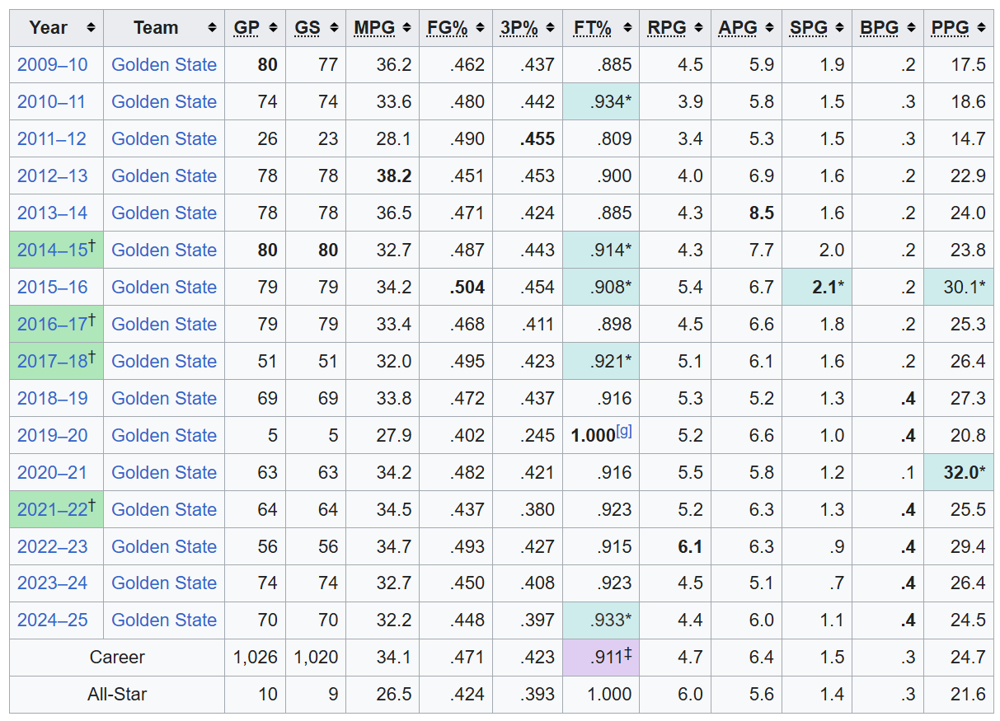 Year Team GP GS MPG FG% 3P% FT% RPG APG SPG BPG PPG
2009–10 Golden State 80 77 36.2 .462 .437 .885 4.5 5.9 1.9 .2 17.5
2010–11 Golden State 74 74 33.6 .480 .442 .934* 3.9 5.8 1.5 .3 18.6
2011–12 Golden State 26 23 28.1 .490 .455 .809 3.4 5.3 1.5 .3 14.7
2012–13 Golden State 78 78 38.2 .451 .453 .900 4.0 6.9 1.6 .2 22.9
2013–14 Golden State 78 78 36.5 .471 .424 .885 4.3 8.5 1.6 .2 24.0
2014–15† Golden State 80 80 32.7 .487 .443 .914* 4.3 7.7 2.0 .2 23.8
2015–16 Golden State 79 79 34.2 .504 .454 .908* 5.4 6.7 2.1* .2 30.1*
2016–17† Golden State 79 79 33.4 .468 .411 .898 4.5 6.6 1.8 .2 25.3
2017–18† Golden State 51 51 32.0 .495 .423 .921* 5.1 6.1 1.6 .2 26.4
2018–19 Golden State 69 69 33.8 .472 .437 .916 5.3 5.2 1.3 .4 27.3
2019–20 Golden State 5 5 27.9 .402 .245 1.000[g] 5.2 6.6 1.0 .4 20.8
2020–21 Golden State 63 63 34.2 .482 .421 .916 5.5 5.8 1.2 .1 32.0*
2021–22† Golden State 64 64 34.5 .437 .380 .923 5.2 6.3 1.3 .4 25.5
2022–23 Golden State 56 56 34.7 .493 .427 .915 6.1 6.3 .9 .4 29.4
2023–24 Golden State 74 74 32.7 .450 .408 .923 4.5 5.1 .7 .4 26.4
2024–25 Golden State 70 70 32.2 .448 .397 .933* 4.4 6.0 1.1 .4 24.5
Career 1,026 1,020 34.1 .471 .423 .911‡ 4.7 6.4 1.5 .3 24.7
All-Star 10 9 26.5 .424 .393 1.000 6.0 5.6 1.4 .3 21.6